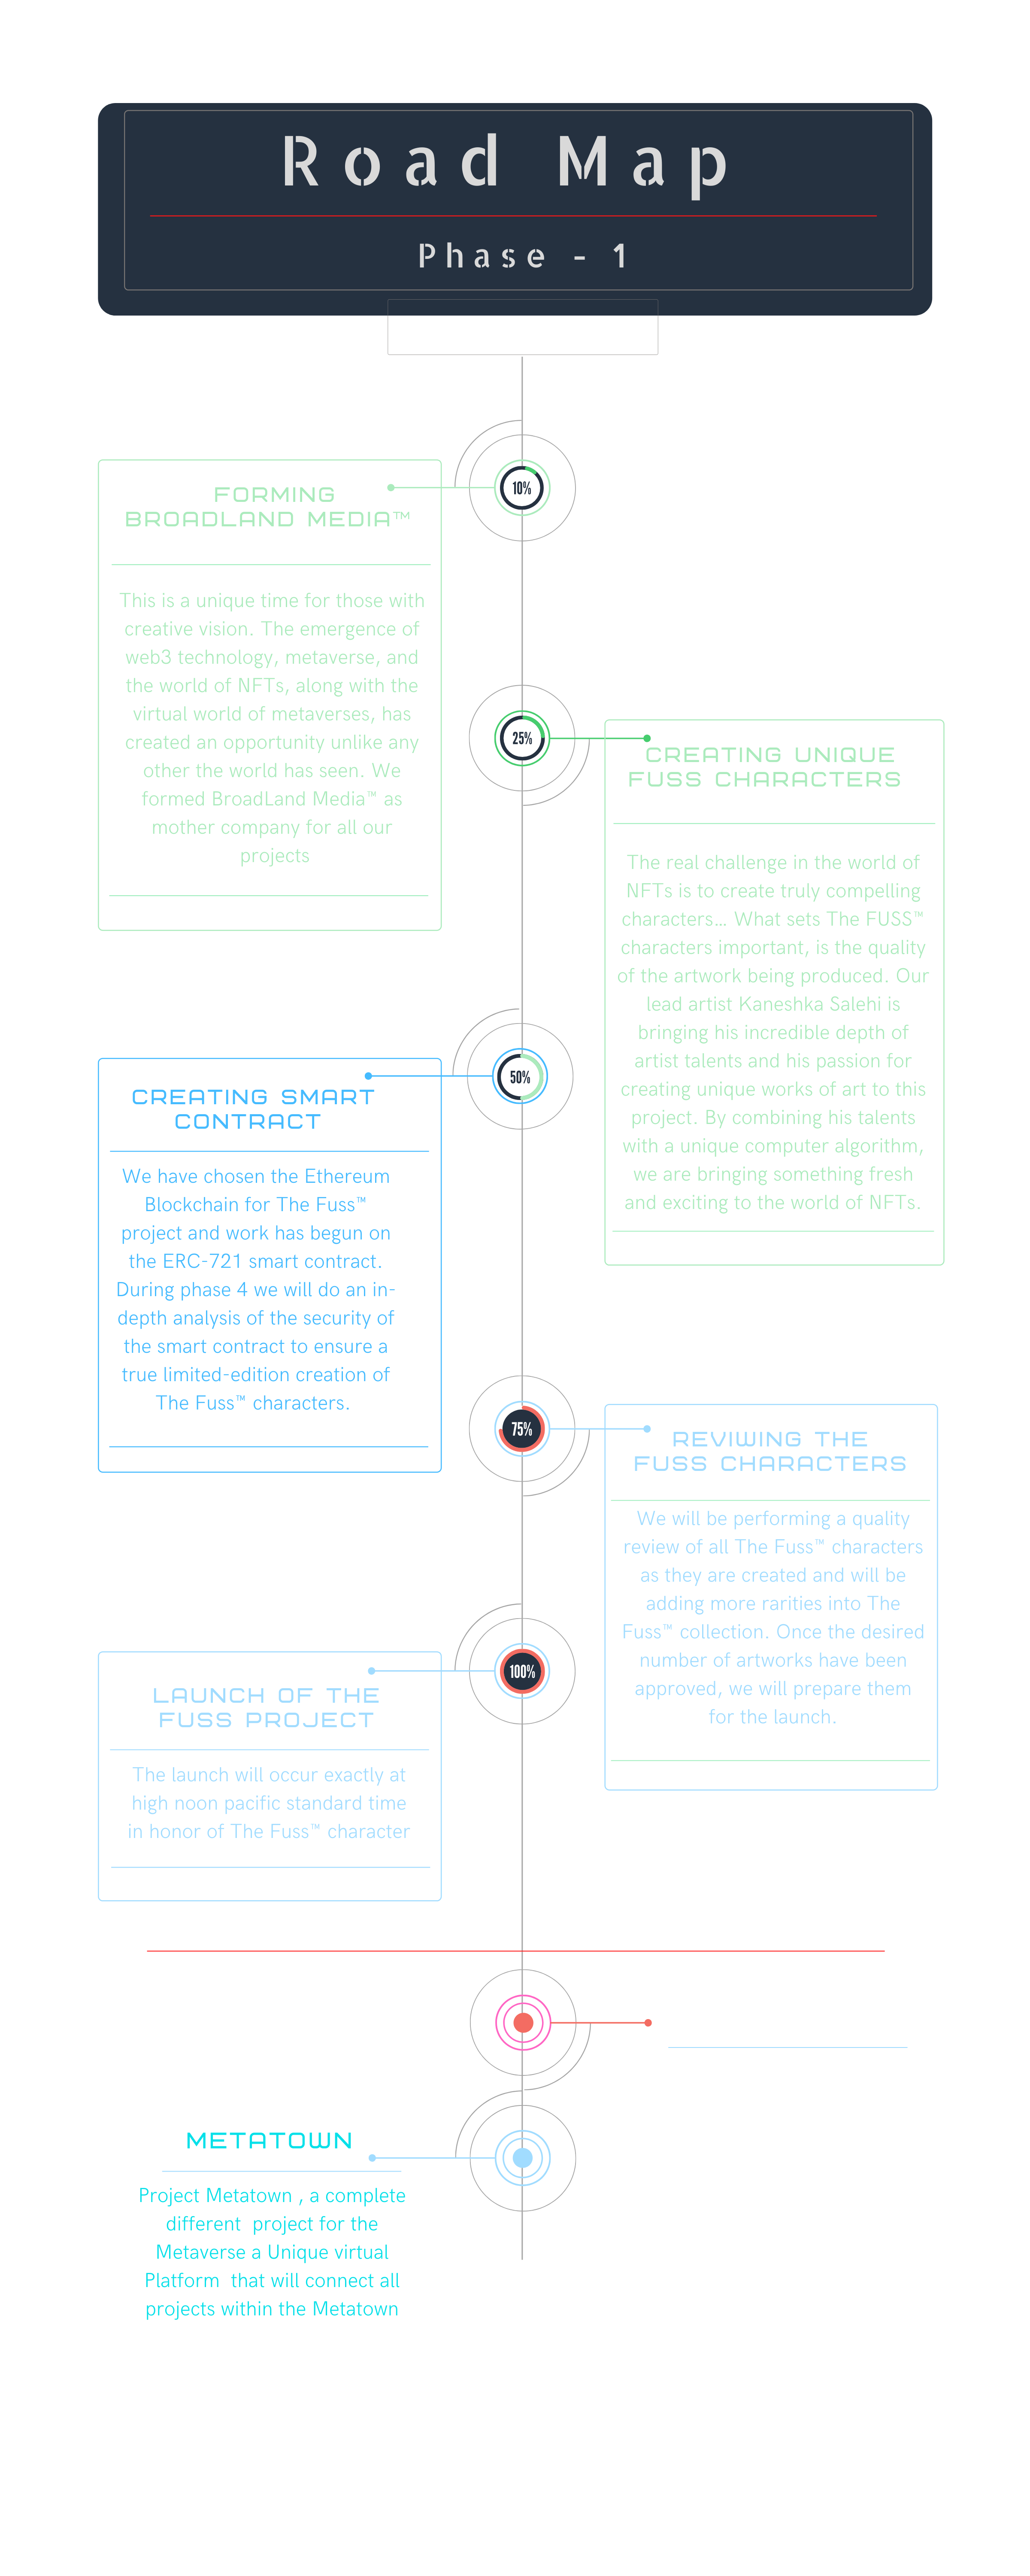 Road Map
Phase - 1
10%
FORMING
BROADLAND MEDIA™
This is a unique time for those with
creative vision. The emergence of
web3 technology, metaverse, and
the world of NFTs, along with the
virtual world of metaverses, has
created an opportunity unlike any
other the world has seen. We
formed BroadLand Media™ as
mother company for all our
projects
25%
CREATING UNIQUE
FUSS CHARACTERS
The real challenge in the world of
NFTs is to create truly compelling
characters... What sets The FUSS™
characters important, is the quality
of the artwork being produced. Our
lead artist Kaneshka Salehi is
bringing his incredible depth of
artist talents and his passion for
creating unique works of art to this
project. By combining his talents
with a unique computer algorithm,
we are bringing something fresh
and exciting to the world of NFTs.
50%
CREATING SMART
CONTRACT
We have chosen the Ethereum
Blockchain for The Fuss™
project and work has begun on
the ERC-721 smart contract.
During phase 4 we will do an in-
depth analysis of the security of
the smart contract to ensure a
true limited-edition creation of
The Fuss™ characters.
75%
REVIWING THE
FUSS CHARACTERS
We will be performing a quality
review of all The Fuss™ characters
as they are created and will be
adding more rarities into The
Fuss™ collection. Once the desired
number of artworks have been
approved, we will prepare them
for the launch.
100%
LAUNCH OF THE
FUSS PROJECT
The launch will occur exactly at
high noon pacific standard time
in honor of The Fuss™ character
METATOWN
Project Metatown , a complete
different project for the
Metaverse a Unique virtual
Platform that will connect all
projects within the Metatown